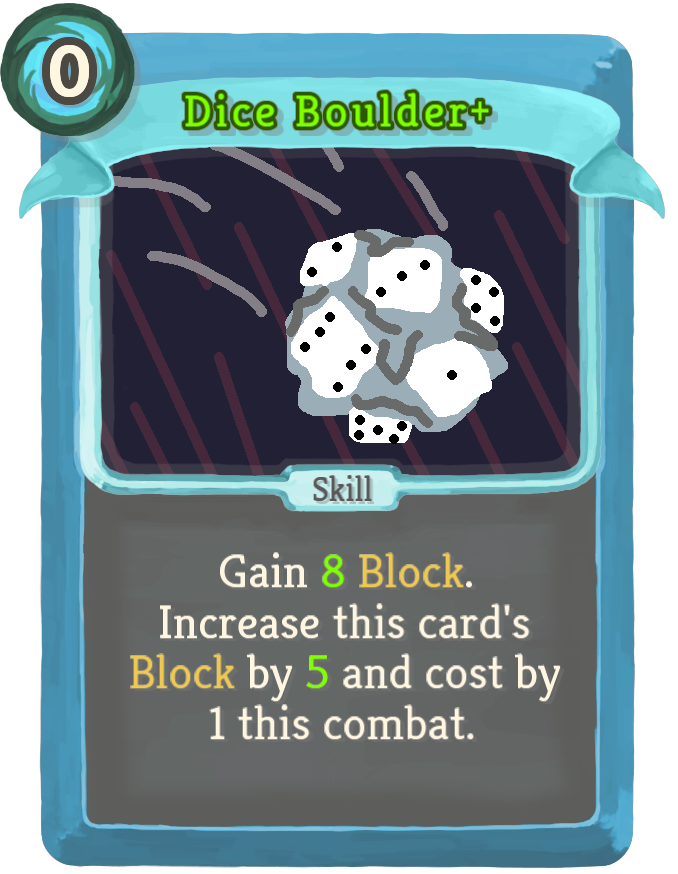 0
Dice Boulder+
Skill
Gain 8 Block.
Increase this card's
Block by 5 and cost by
1 this combat.